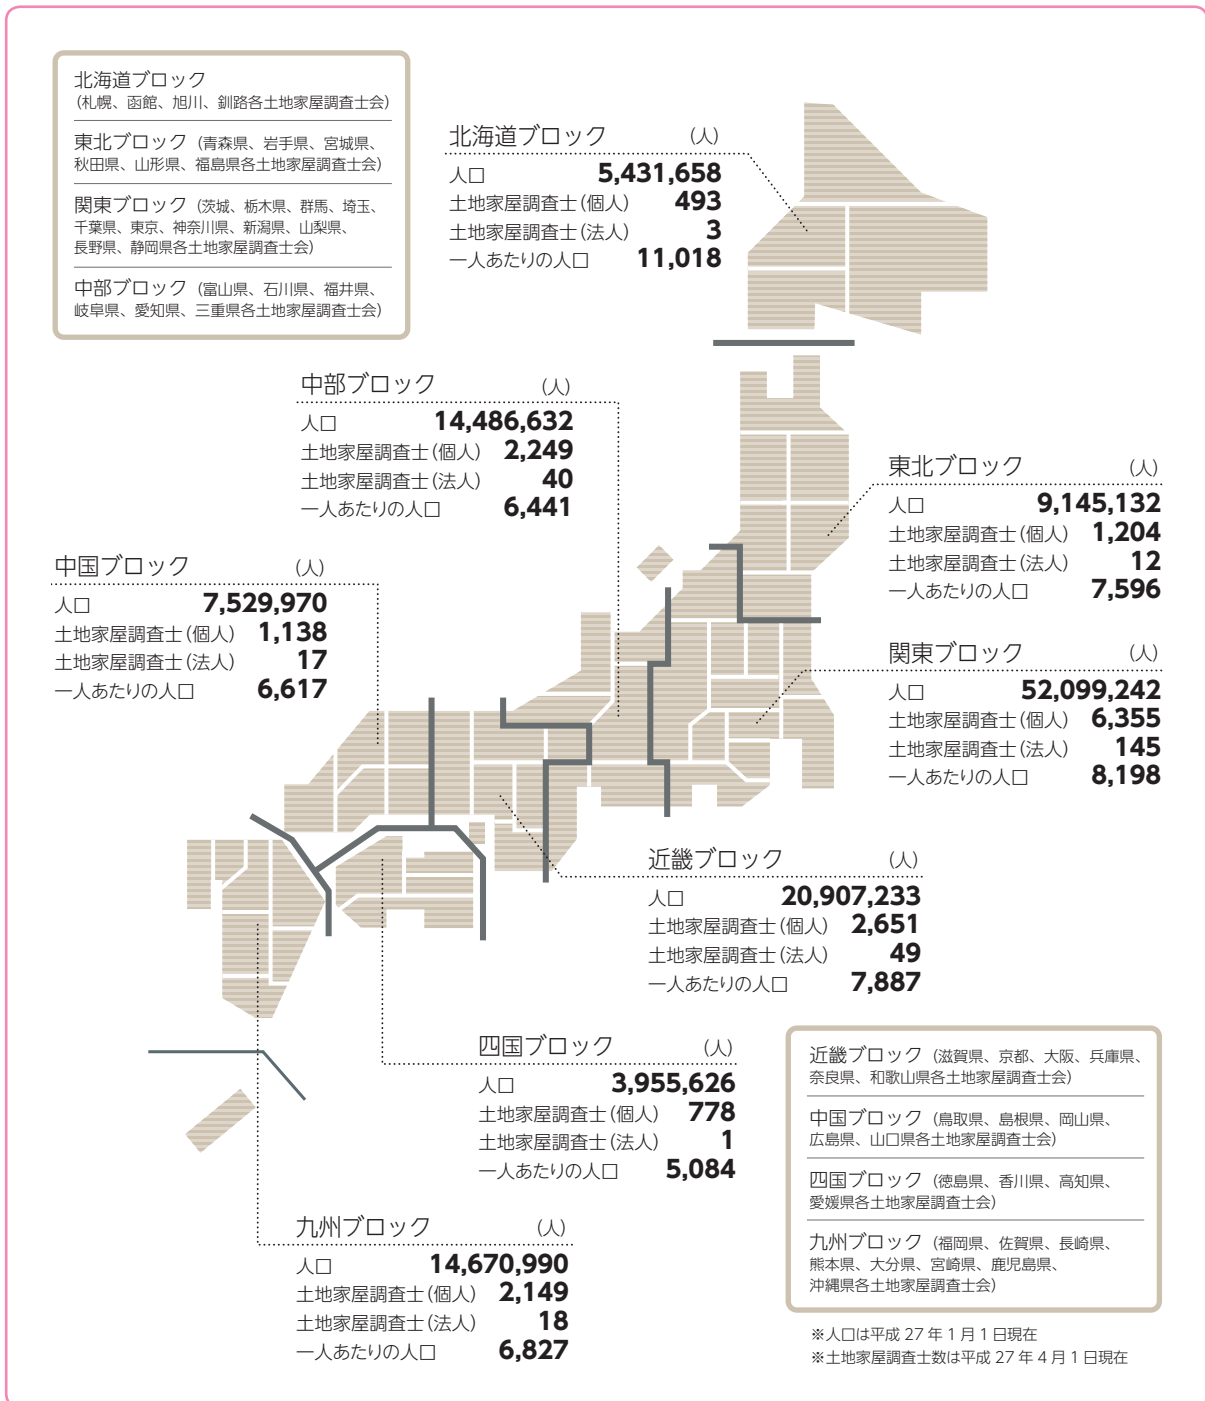 北海道ブロック
(札幌、函館、旭川、釧路各土地家屋調査士会)
東北ブロック (青森県、岩手県、宮城県、
秋田県、山形県、福島県各土地家屋調査士会)
関東ブロック (茨城、栃木県、群馬、埼玉、
千葉県、東京、神奈川県、新潟県、山梨県、
長野県、静岡県各土地家屋調査士会)
中部ブロック (富山県、石川県、福井県、
岐阜県、愛知県、三重県各土地家屋調査士会)
北海道ブロック (人)
人口 5,431,658
土地家屋調査士(個人) 493
土地家屋調査士(法人) 3
一人あたりの人口 11,018
中部ブロック (人)
人口 14,486,632
土地家屋調査士(個人) 2,249
土地家屋調査士(法人) 40
一人あたりの人口 6,441
東北ブロック (人)
人口 9,145,132
土地家屋調査士(個人) 1,204
土地家屋調査士(法人) 12
一人あたりの人口 7,596
中国ブロック (人)
人口 7,529,970
土地家屋調査士(個人) 1,138
土地家屋調査士(法人) 17
一人あたりの人口 6,617
関東ブロック (人)
人口 52,099,242
土地家屋調査士(個人) 6,355
土地家屋調査士(法人) 145
一人あたりの人口 8,198
近畿ブロック (人)
人口 20,907,233
土地家屋調査士(個人) 2,651
土地家屋調査士(法人) 49
一人あたりの人口 7,887
四国ブロック (人)
人口 3,955,626
土地家屋調査士(個人) 778
土地家屋調査士(法人) 1
一人あたりの人口 5,084
九州ブロック (人)
人口 14,670,990
土地家屋調査士(個人) 2,149
土地家屋調査士(法人) 18
一人あたりの人口 6,827
近畿ブロック (滋賀県、京都、大阪、兵庫県、
奈良県、和歌山県各土地家屋調査士会)
中国ブロック (鳥取県、島根県、岡山県、
広島県、山口県各土地家屋調査士会)
四国ブロック (徳島県、香川県、高知県、
愛媛県各土地家屋調査士会)
九州ブロック (福岡県、佐賀県、長崎県、
熊本県、大分県、宮崎県、鹿児島県、
沖縄県各土地家屋調査士会)
※人口は平成 27 年 1 月 1 日現在
※土地家屋調査士数は平成 27 年 4 月 1 日現在